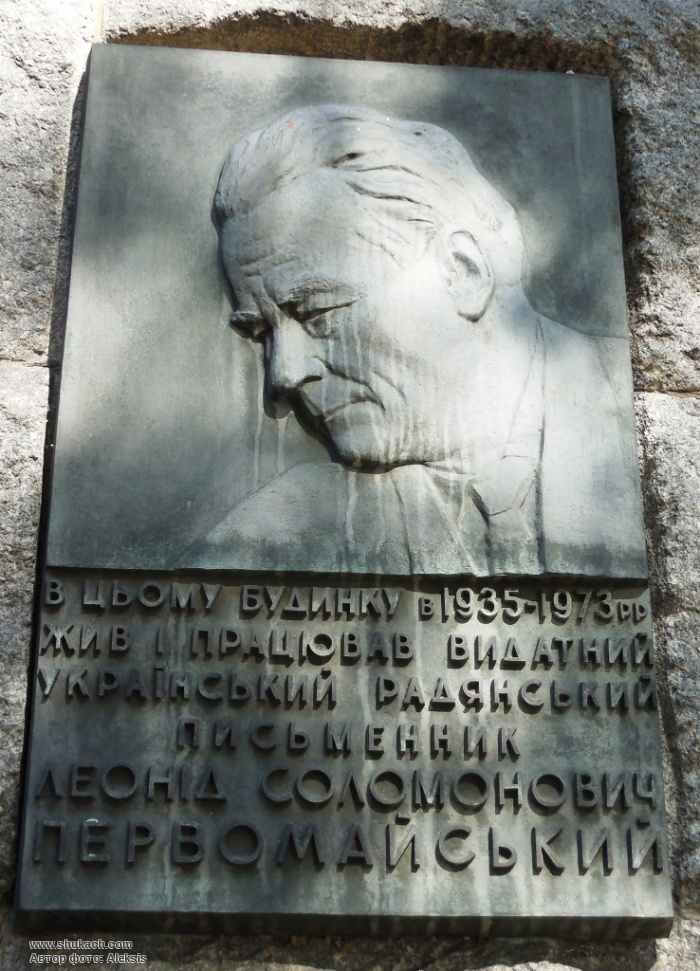 В ЦЬОМУ БУДИНКУ В 1935-1973 РР
ЖИВ І ПРАЦЮВАВ ВИДАТНИЙ
УКРАЇНСЬКИЙ РАДЯНСЬКИЙ
ПИСЬМЕННИК
ЛЕОНІД СОЛОМОНОВИЧ
ПЕРВОМАЙСЬКИЙ
www.shukach.com
Автор фото: Aleksis